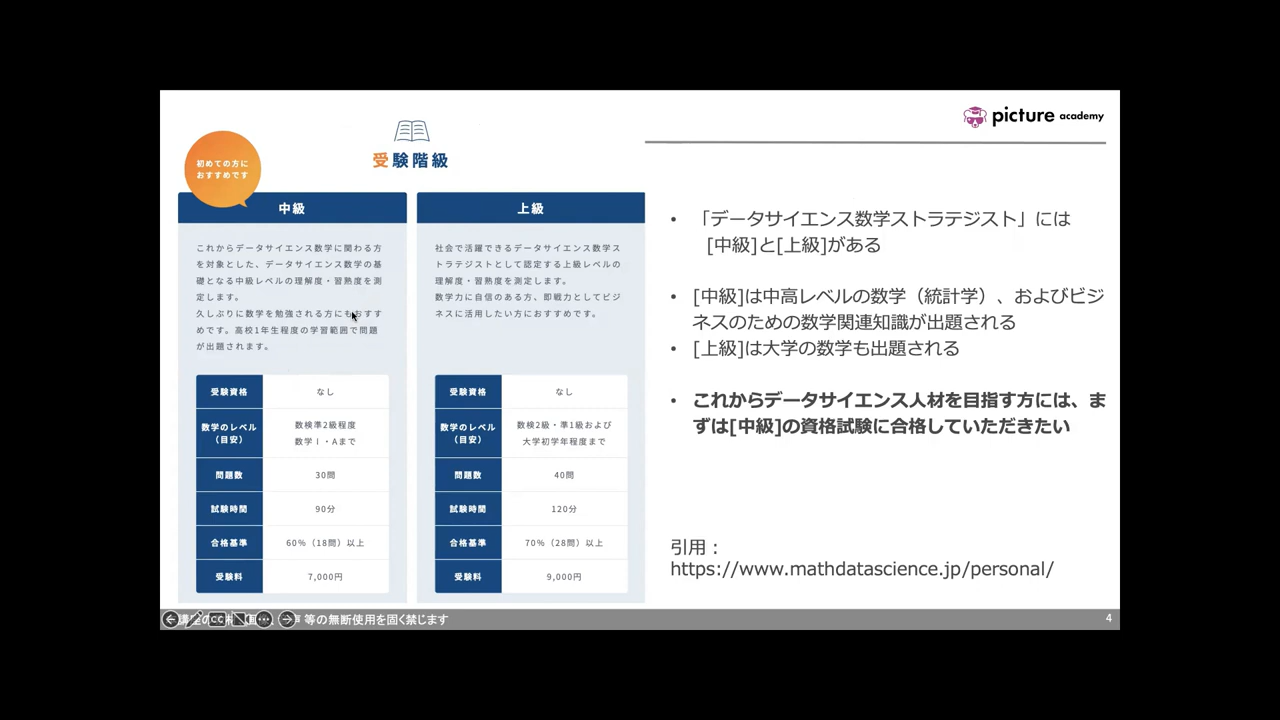 picture academy
初めての方に
おすすめです
受験階級
中級
これからデータサイエンス数学に関わる方
を対象とした、データサイエンス数学の基
礎となる中級レベルの理解度・習熟度を測
定します。
久しぶりに数学を勉強される方にもおすす
めです。高校1年生程度の学習範囲で問題
が出題されます。
受験資格 なし
数学のレベル
(目安)
数検準2級程度
数学Ⅰ・Aまで
問題数 30問
試験時間 90分
合格基準 60%(18問)以上
受験料 7,000円
上級
社会で活躍できるデータサイエンス数学ス
トラテジストとして認定する上級レベルの
理解度・習熟度を測定します。
数学力に自信のある方、即戦力としてビジ
ネスに活用したい方におすすめです。
受験資格 なし
数学のレベル
(目安)
数検2級・準1級および
大学初学年程度まで
問題数 40問
試験時間 120分
合格基準 70%(28問)以上
受験料 9,000円
• 「データサイエンス数学ストラテジスト」には
[中級]と[上級]がある
• [中級]は中高レベルの数学（統計学）、およびビジ
ネスのための数学関連知識が出題される
• [上級]は大学の数学も出題される
• これからデータサイエンス人材を目指す方には、ま
ずは[中級]の資格試験に合格していただきたい
引用：
https://www.mathdatascience.jp/personal/
等の無断使用を固く禁じます
4